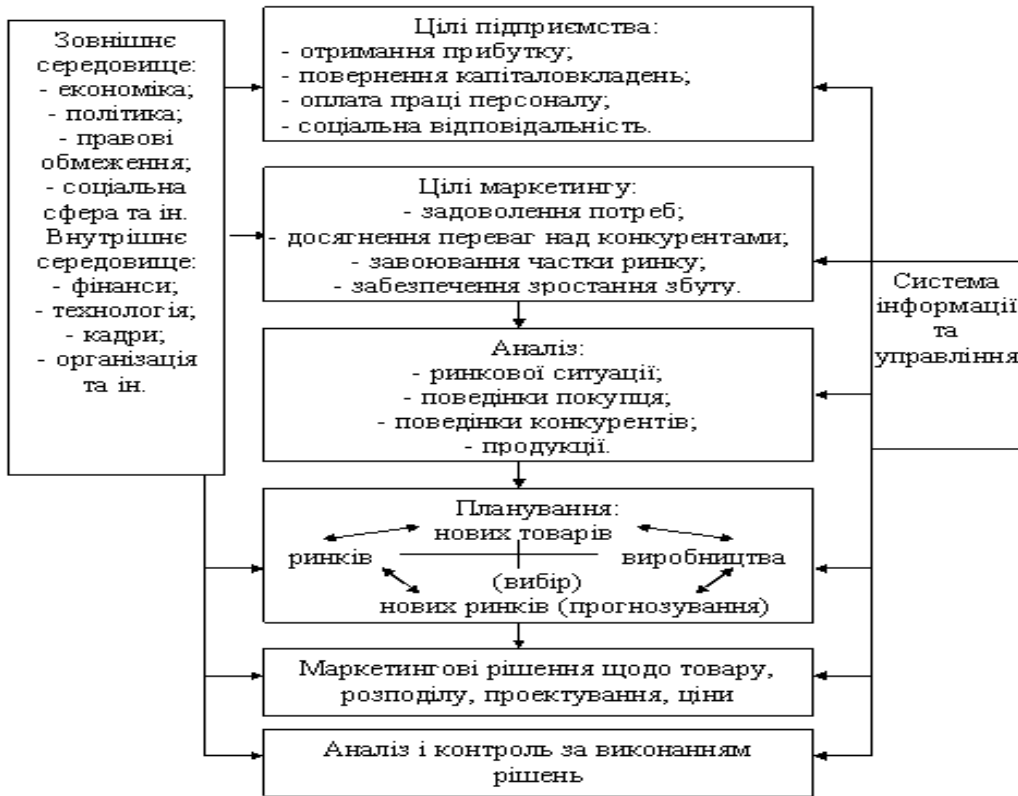 Зовнішнє
середовище:
- економіка;
- політика;
- правові
обмеження;
- соціальна
сфера та ін.
Внутрішнє
середовище:
- фінанси;
- технологія;
- кадри;
- організація
та ін.
Цілі підприємства:
- отримання прибутку;
- повернення капіталовкладень;
- оплата праці персоналу;
- соціальна відповідальність.
Цілі маркетингу:
- задоволення потреб;
- досягнення переваг над конкурентами;
- завоювання частки ринку;
- забезпечення зростання збуту.
Аналіз:
- ринкової ситуації;
- поведінки покупця;
- поведінки конкурентів;
- продукції.
Планування:
нових товарів
ринків
виробництва
(вибір)
нових ринків (прогнозування)
Маркетингові рішення щодо товару,
розподілу, проектування, ціни
Аналіз і контроль за виконанням
рішень
Система
інформації
та
управління